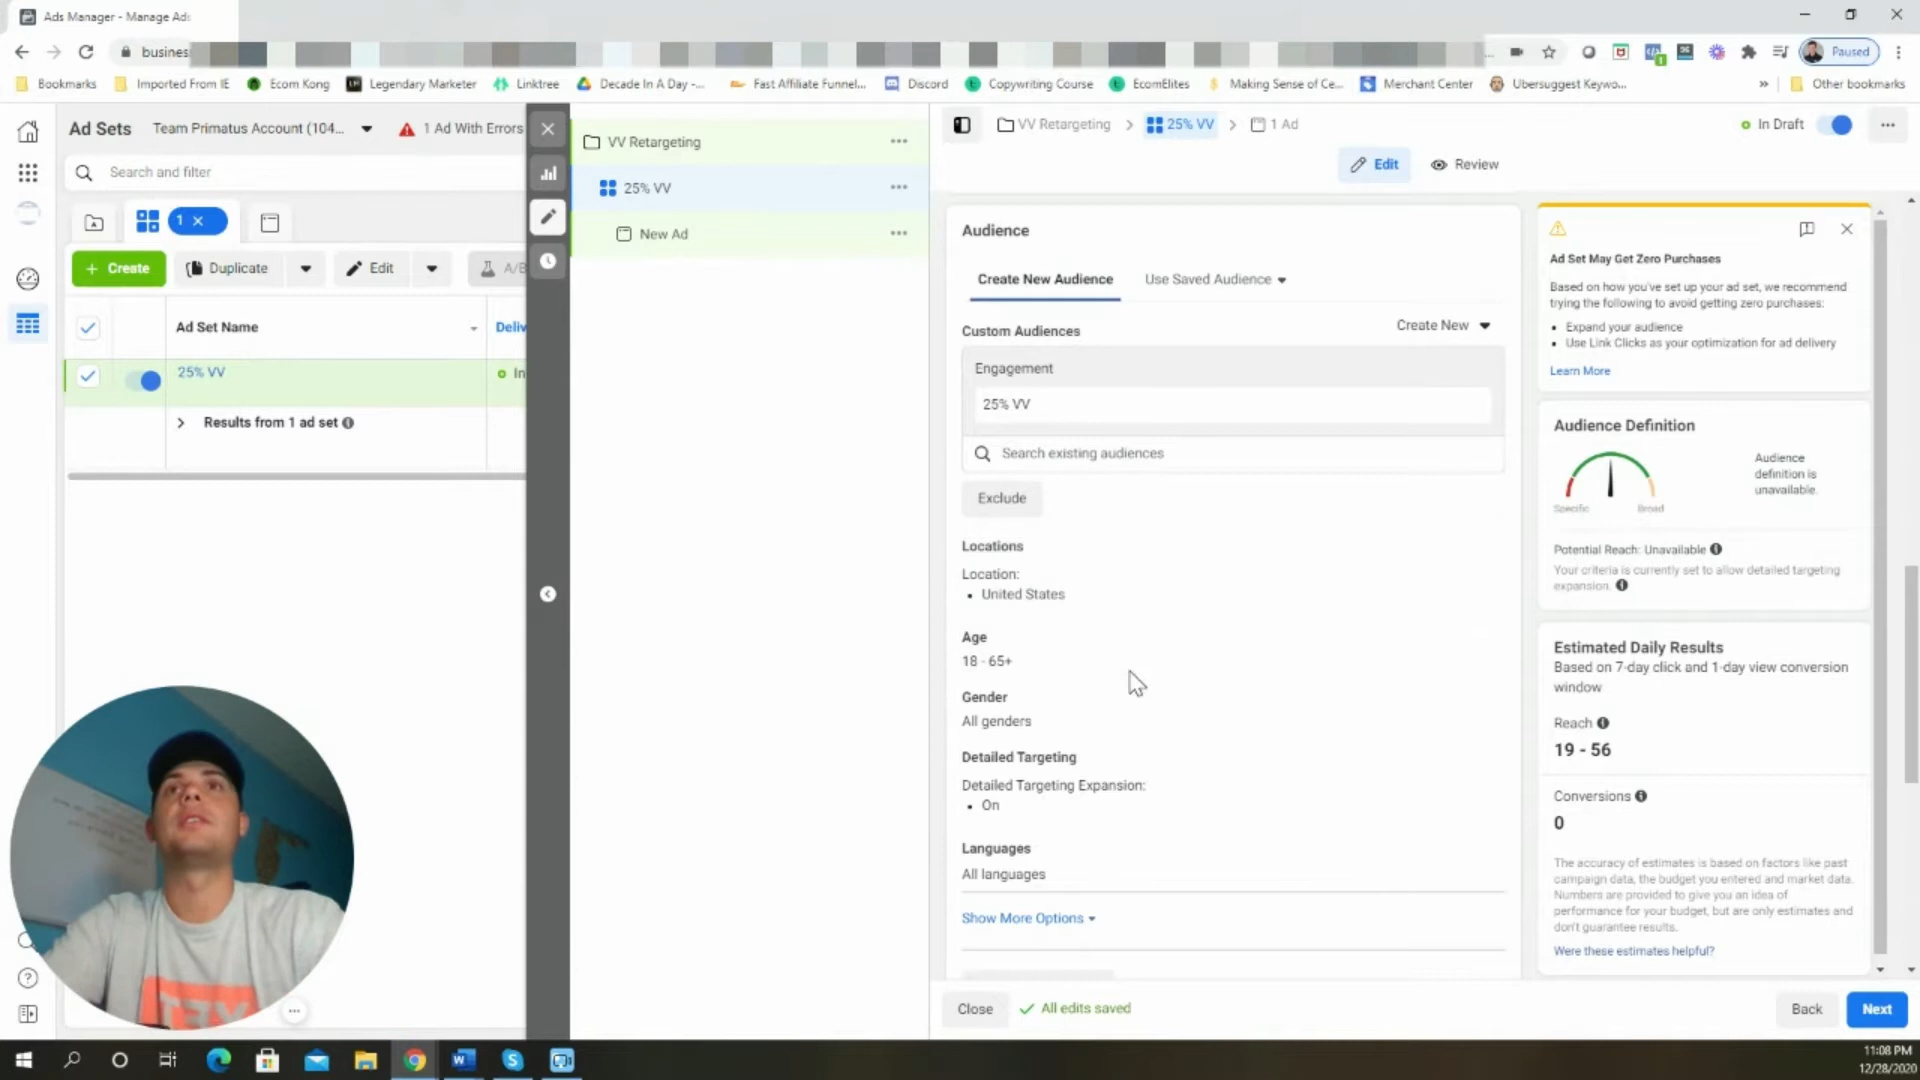 Ads Manager - Manage Ads
busines
Paused
Bookmarks
Imported From IE
Ecom Kong
Legendary Marketer
Linktree
Decade In A Day -...
Fast Affiliate Funnel...
Discord
Copywriting Course
EcomElites
Making Sense of Ce...
Merchant Center
Ubersuggest Keywo...
Other bookmarks
Ad Sets
Team Primatus Account (104...
1 Ad With Errors
Search and filter
1
Create
Duplicate
Edit
A/B
Ad Set Name
Deliv
25% VV
In
Results from 1 ad set
VV Retargeting
25% VV
New Ad
VV Retargeting
25% VV
1 Ad
In Draft
Edit
Review
Audience
Create New Audience
Use Saved Audience
Custom Audiences
Create New
Engagement
25% VV
Search existing audiences
Exclude
Locations
Location:
United States
Age
18 - 65+
Gender
All genders
Detailed Targeting
Detailed Targeting Expansion:
On
Languages
All languages
Show More Options
Close
All edits saved
Back
Next
Ad Set May Get Zero Purchases
Based on how you've set up your ad set, we recommend
trying the following to avoid getting zero purchases:
Expand your audience
Use Link Clicks as your optimization for ad delivery
Learn More
Audience Definition
Audience
definition is
unavailable.
Specific
Broad
Potential Reach: Unavailable
Your criteria is currently set to allow detailed targeting
expansion.
Estimated Daily Results
Based on 7-day click and 1-day view conversion
window
Reach
19 - 56
Conversions
0
The accuracy of estimates is based on factors like past
campaign data, the budget you entered and market data.
Numbers are provided to give you an idea of
performance for your budget, but are only estimates and
don't guarantee results.
Were these estimates helpful?
11:08 PM
12/28/2020